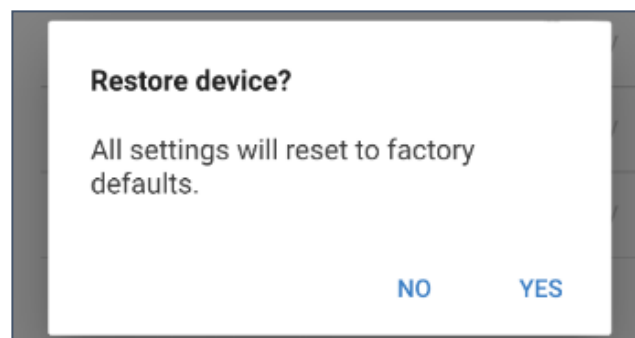 Restore device?
All settings will reset to factory
defaults.
NO
YES